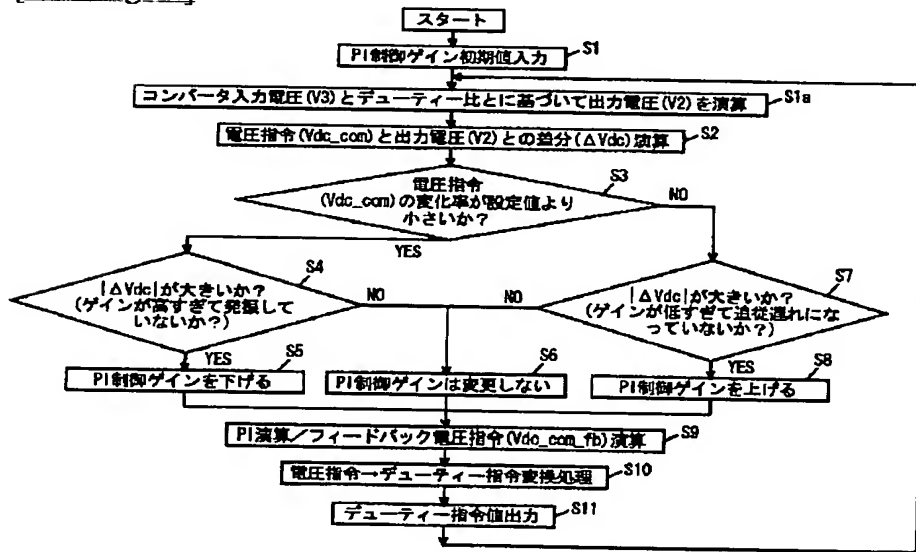 スタート
PI制御ゲイン初期値入力
S1
コンバータ入力電圧(V3)とデューティー比とに基づいて出力電圧(V2)を演算
S1a
電圧指令(Vdc_com)と出力電圧(V2)との差分(ΔVdc)演算
S2
電圧指令
(Vdc_com)の変化率が設定値より
小さいか？
S3
NO
YES
|ΔVdc|が大きいか？
(ゲインが高すぎて発振して
いないか？)
S4
NO
YES
NO
|ΔVdc|が大きいか？
(ゲインが低すぎて追従遅れにな
っていないか？)
S7
YES
PI制御ゲインを下げる
S5
PI制御ゲインは変更しない
S6
PI制御ゲインを上げる
S8
PI演算／フィードバック電圧指令(Vdc_com_fb)演算
S9
電圧指令→デューティー指令変換処理
S10
デューティー指令値出力
S11